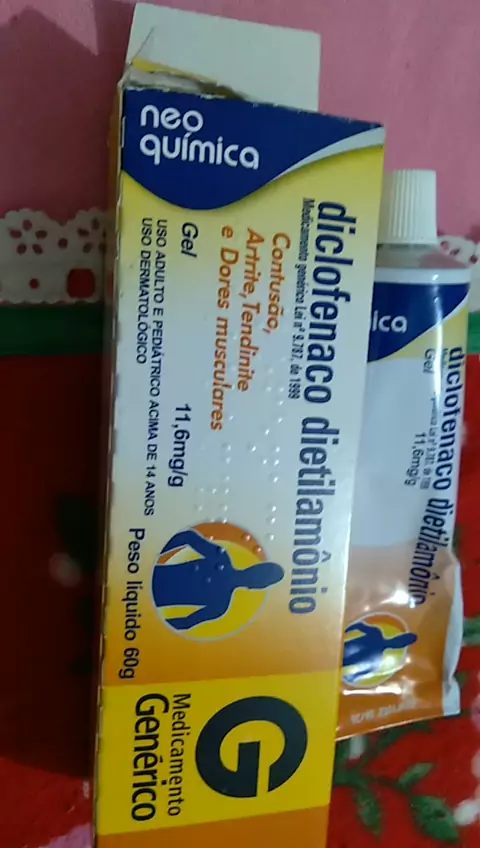 neo
química
diclofenaco dietilamônio
Medicamento genérico Lei nº 9.787, de 1999
Contusão,
Artrite, Tendinite
e Dores musculares
Gel
11,6mg/g
USO ADULTO E PEDIÁTRICO ACIMA DE 14 ANOS
USO DERMATOLÓGICO
Peso líquido 60g
G
Medicamento
Genérico
ica
diclofenaco dietilamônio
Gel
11,6mg/g